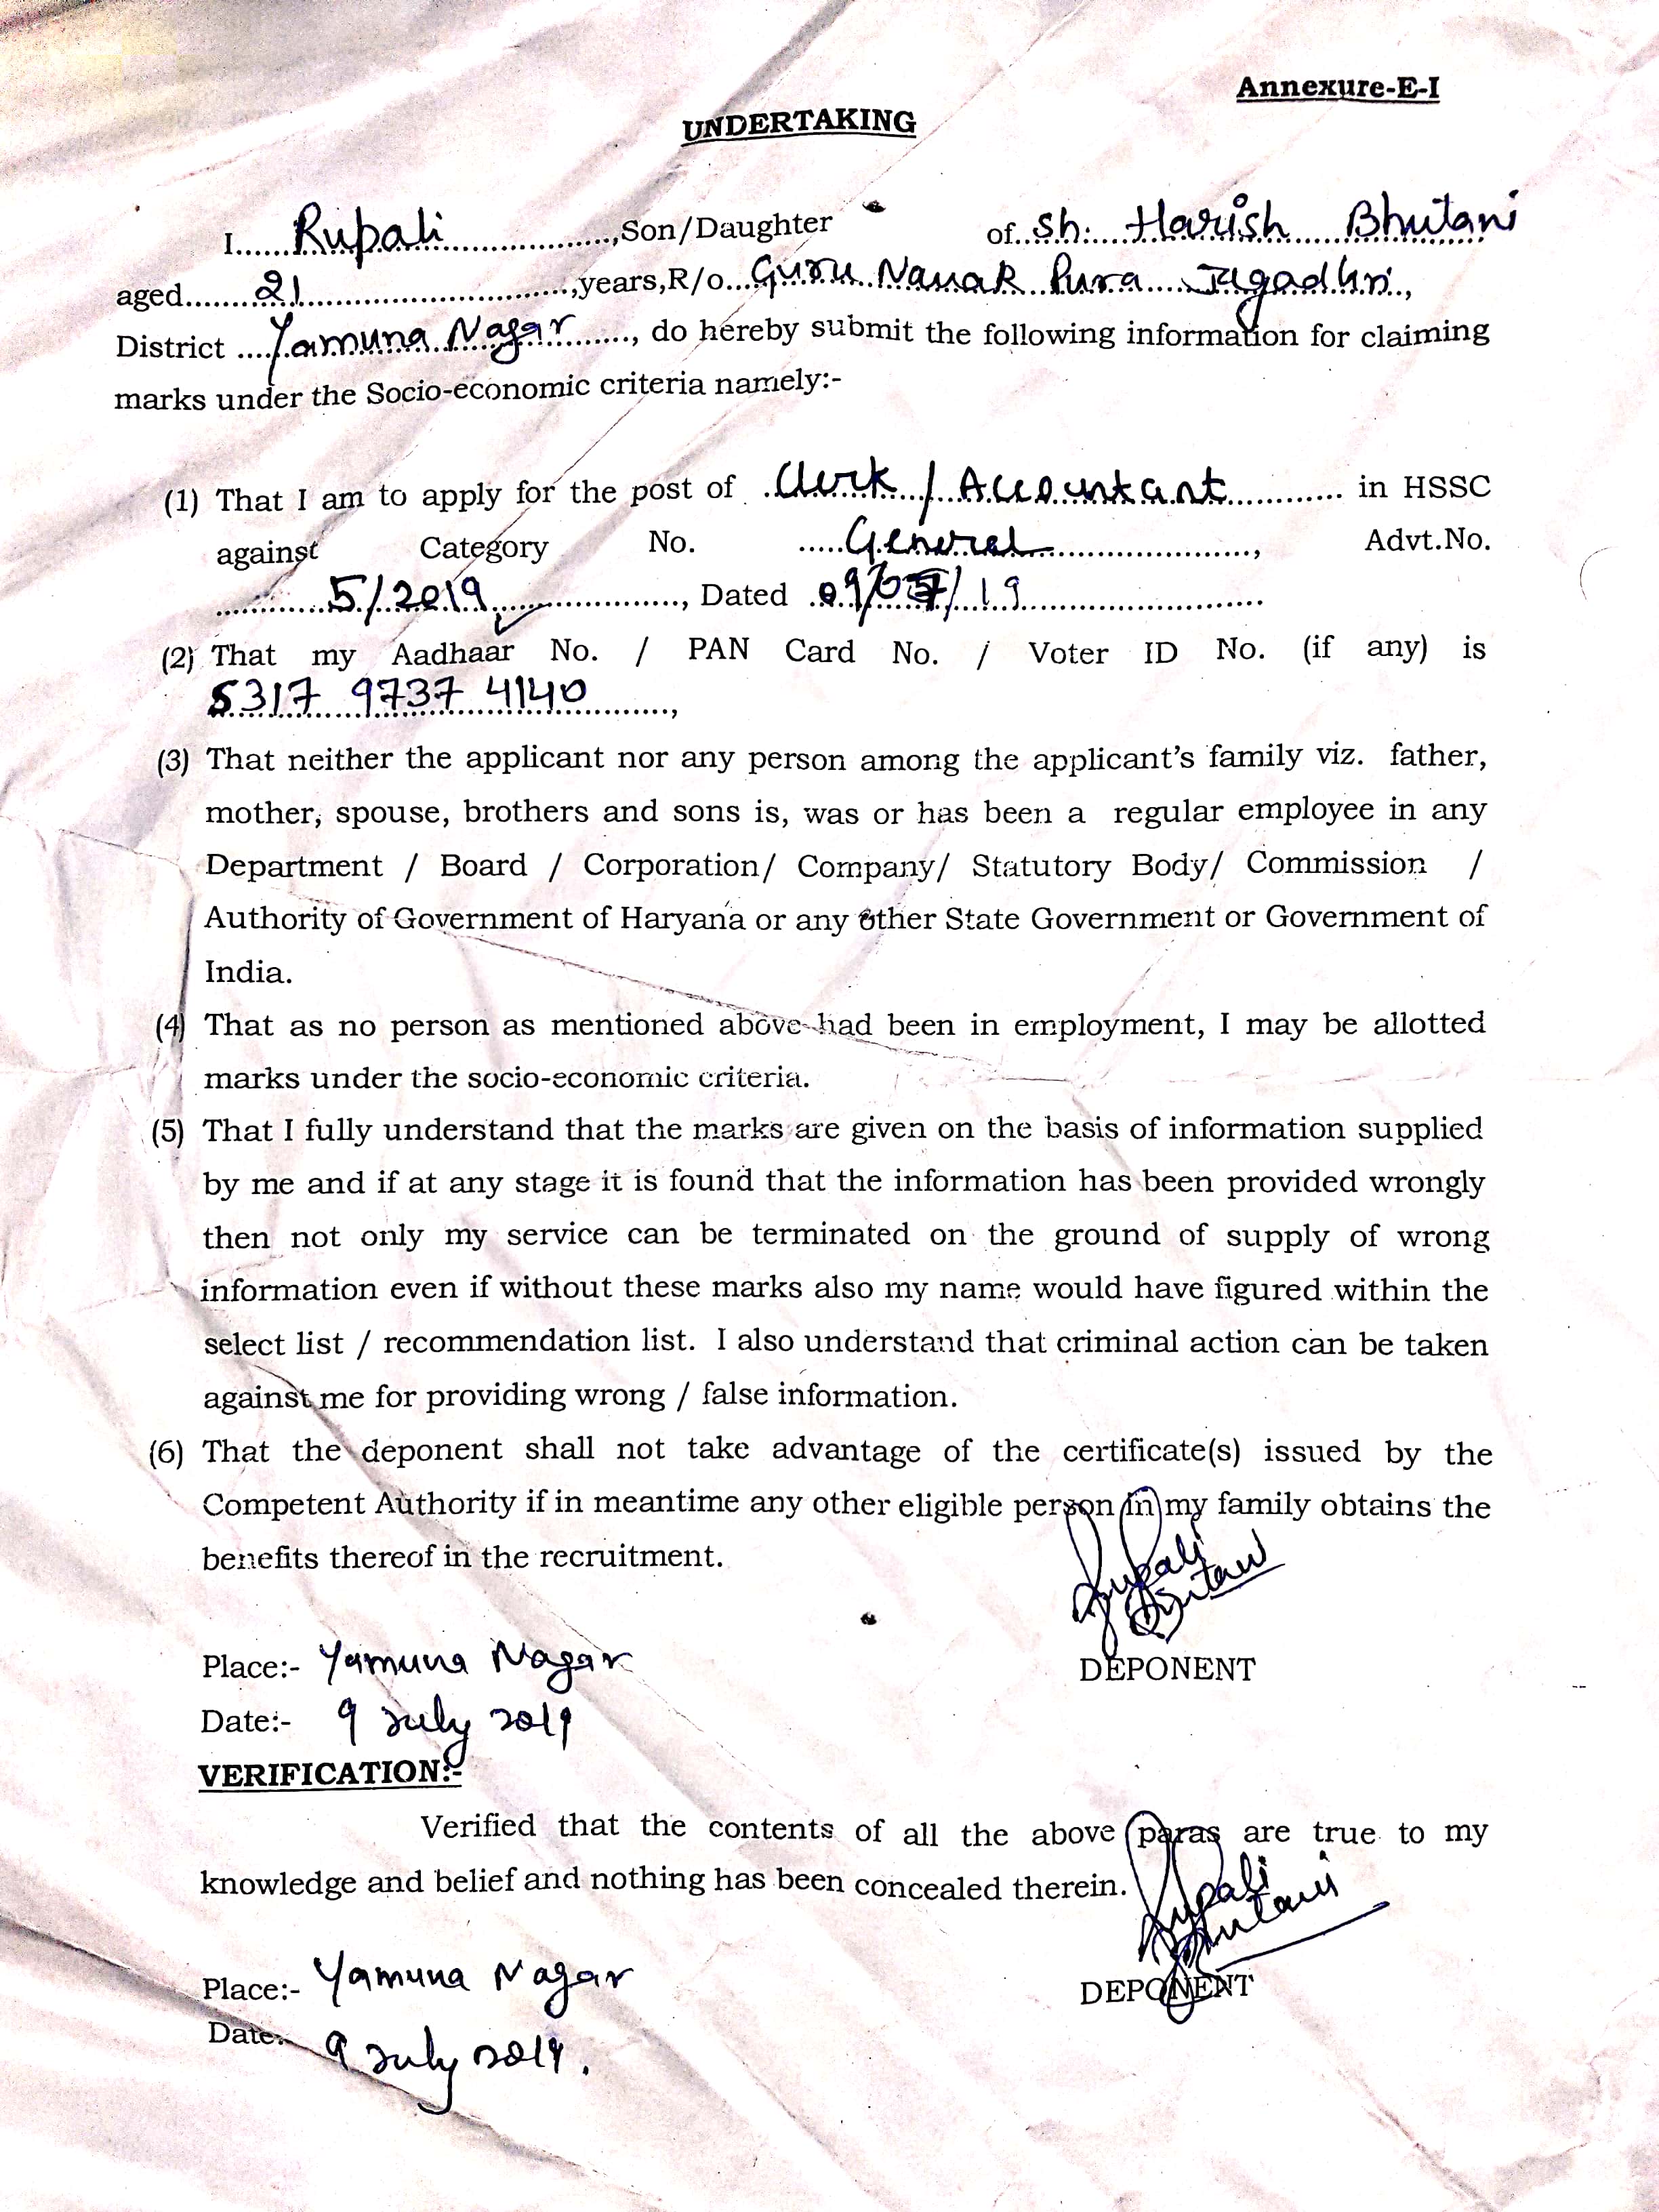 Annexure-E-I
UNDERTAKING
I......Rupali...................,Son/Daughter of..Sh:....Harish....Bhutani
aged.......21..............................,years,R/o...Guru Nanak Pura....Jagadhri.,
District ....Yamuna Nagar......., do hereby submit the following information for claiming
marks under the Socio-economic criteria namely:-
(1) That I am to apply for the post of ..Clerk / Accountant............ in HSSC
against Category No. .....General......................, Advt.No.
............5/2019...................., Dated .09/07/19........................
(2) That my Aadhaar No. / PAN Card No. / Voter ID No. (if any) is
5317 9737 4140.........,
(3) That neither the applicant nor any person among the applicant's family viz. father,
mother, spouse, brothers and sons is, was or has been a regular employee in any
Department / Board / Corporation/ Company/ Statutory Body/ Commission /
Authority of Government of Haryana or any other State Government or Government of
India.
(4) That as no person as mentioned above had been in employment, I may be allotted
marks under the socio-economic criteria.
(5) That I fully understand that the marks are given on the basis of information supplied
by me and if at any stage it is found that the information has been provided wrongly
then not only my service can be terminated on the ground of supply of wrong
information even if without these marks also my name would have figured within the
select list / recommendation list. I also understand that criminal action can be taken
against me for providing wrong / false information.
(6) That the deponent shall not take advantage of the certificate(s) issued by the
Competent Authority if in meantime any other eligible person in my family obtains the
benefits thereof in the recruitment.
Rupali
Bhutani
Place:- Yamuna Nagar
DEPONENT
Date:- 9 July 2019
VERIFICATION:-
Verified that the contents of all the above paras are true to my
knowledge and belief and nothing has been concealed therein.
Rupali
Bhutani
Place:- Yamuna Nagar
DEPONENT
Date:- 9 July 2019.